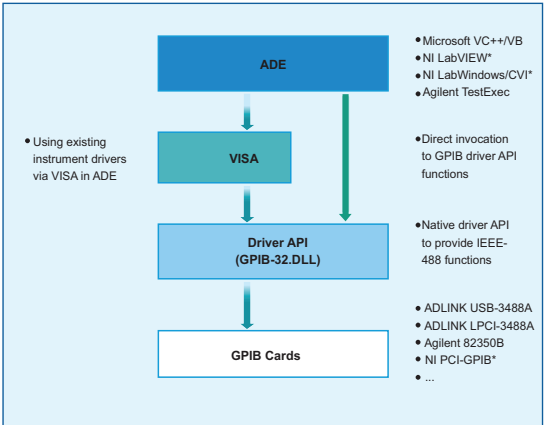 ADE
● Microsoft VC++/VB
● NI LabVIEW*
● NI LabWindows/CVI*
● Agilent TestExec
● Using existing
instrument drivers
via VISA in ADE
VISA
● Direct invocation
to GPIB driver API
functions
Driver API
(GPIB-32.DLL)
● Native driver API
to provide IEEE-
488 functions
GPIB Cards
● ADLINK USB-3488A
● ADLINK LPCI-3488A
● Agilent 82350B
● NI PCI-GPIB*
● ...